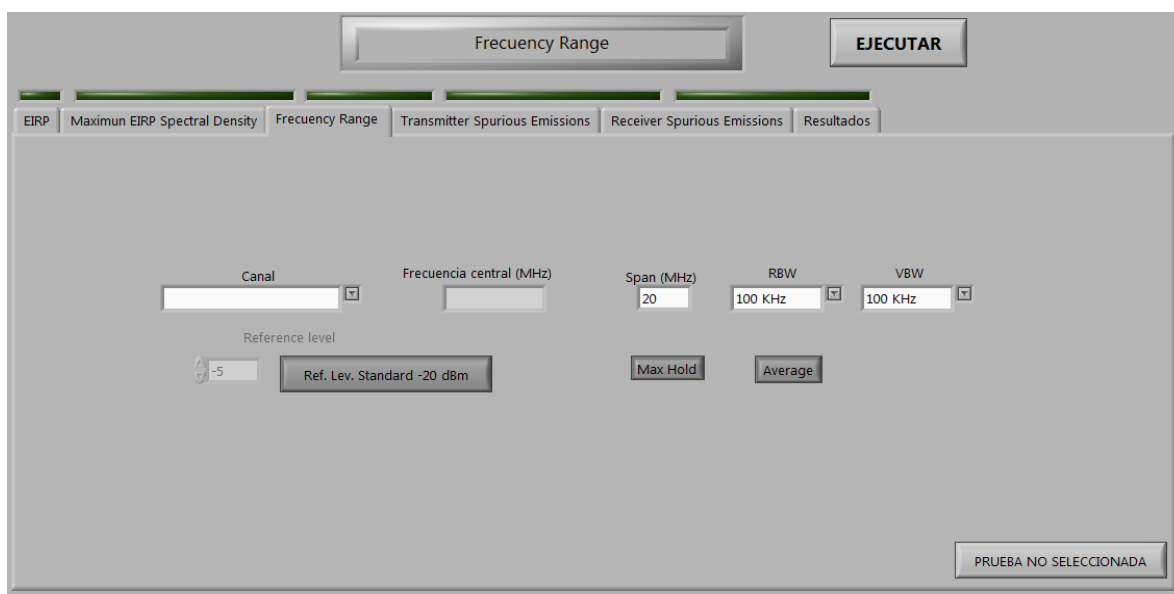 Frecuency Range
EJECUTAR
EIRP
Maximun EIRP Spectral Density
Frecuency Range
Transmitter Spurious Emissions
Receiver Spurious Emissions
Resultados
Canal
Frecuencia central (MHz)
Span (MHz)
20
RBW
100 KHz
VBW
100 KHz
Reference level
-5
Ref. Lev. Standard -20 dBm
Max Hold
Average
PRUEBA NO SELECCIONADA